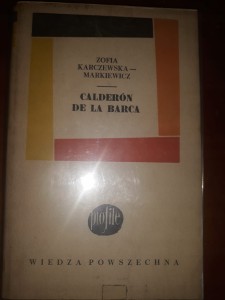 ZOFIA
KARCZEWSKA—
MARKIEWICZ
CALDERÓN
DE LA BARCA
profile
WIEDZA POWSZECHNA